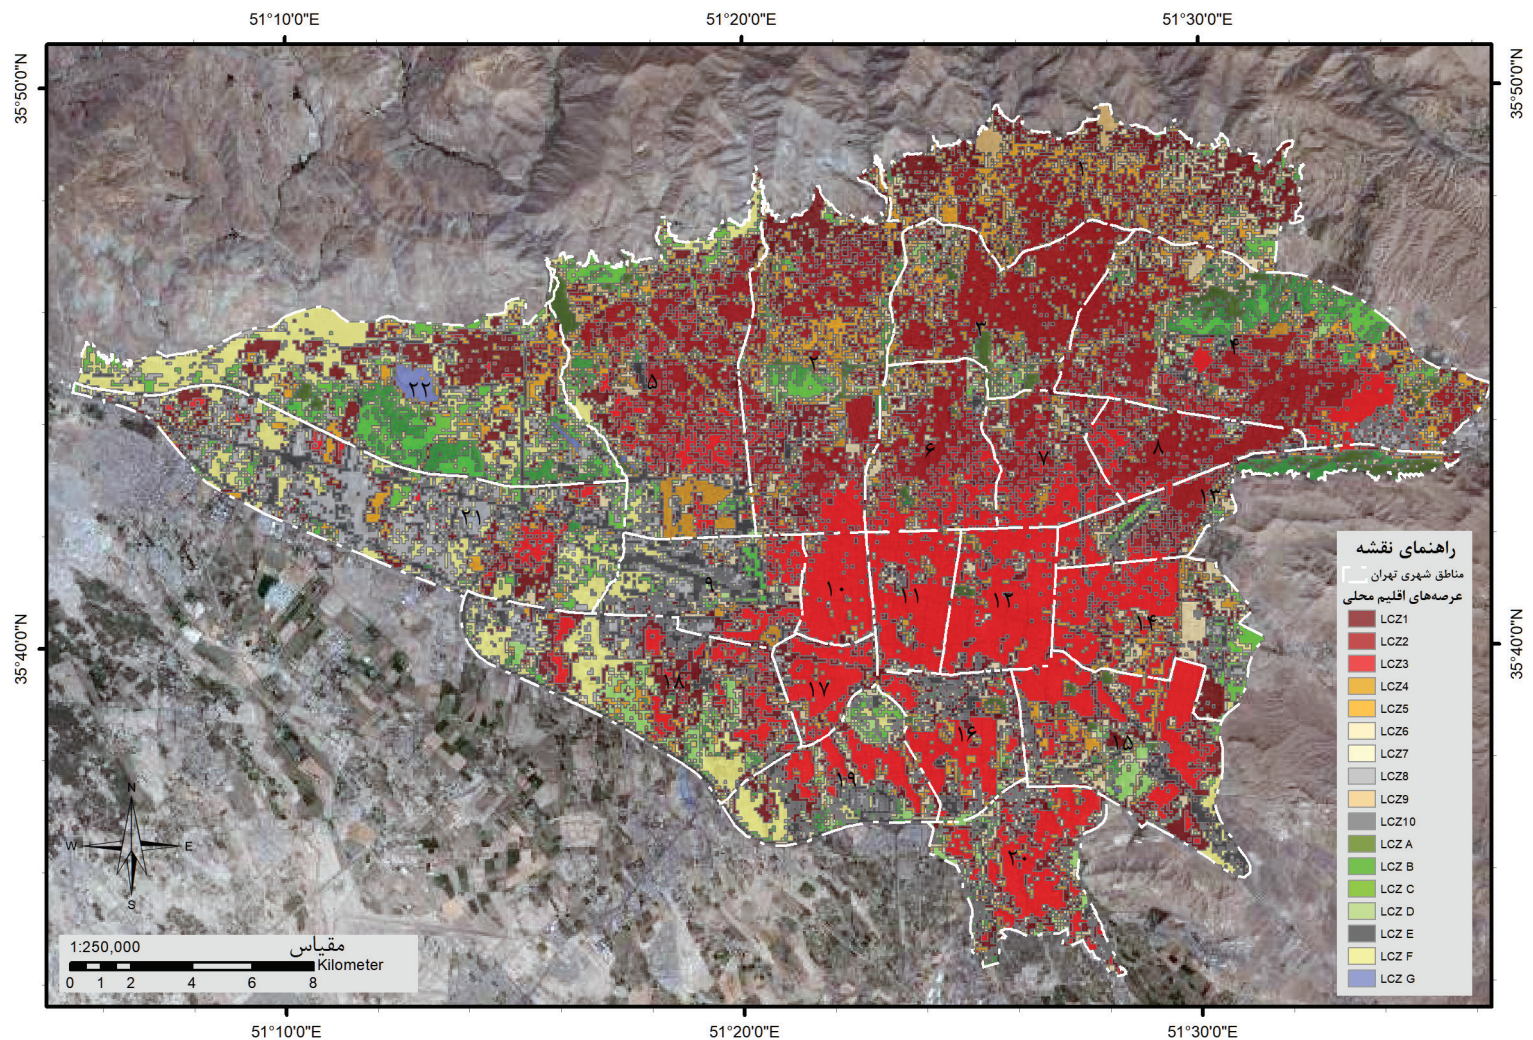 51°10'0"E
51°20'0"E
51°30'0"E
35°50'0"N
35°50'0"N
۱
۳
۴
۲
۵
۲۲
۶
۷
۸
۱۳
۲۱
۹
۱۰
۱۱
۱۲
۱۴
۱۸
۱۷
۱۶
۱۵
۱۹
۲۰
35°40'0"N
35°40'0"N
راهنمای نقشه
مناطق شهری تهران
عرصه‌های اقلیم محلی
LCZ1
LCZ2
LCZ3
LCZ4
LCZ5
LCZ6
LCZ7
LCZ8
LCZ9
LCZ10
LCZ A
LCZ B
LCZ C
LCZ D
LCZ E
LCZ F
LCZ G
N
W E
S
1:250,000 مقیاس
Kilometer
0 1 2 4 6 8
51°10'0"E
51°20'0"E
51°30'0"E